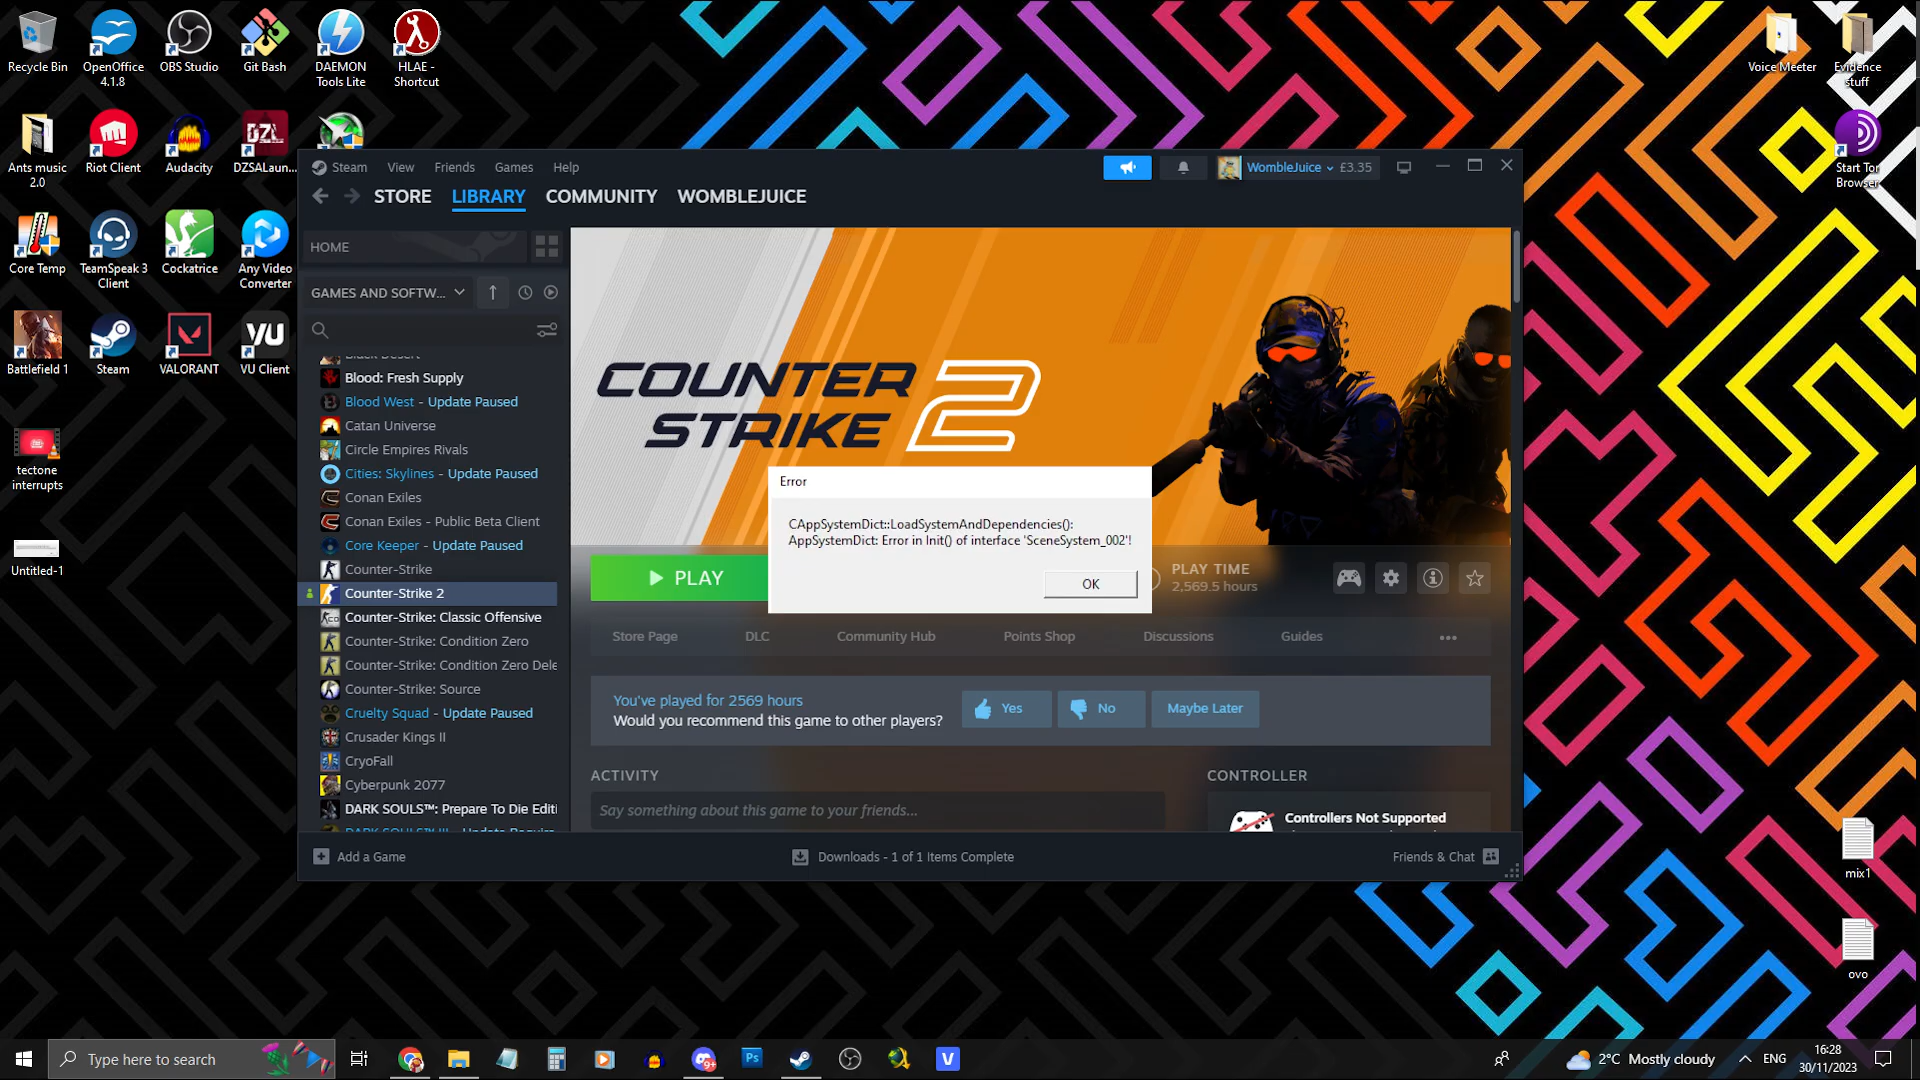 Recycle Bin
OpenOffice
4.1.8
OBS Studio
Git Bash
DAEMON
Tools Lite
HLAE -
Shortcut
Voice Meeter
Evidence
stuff
Ants music
2.0
Riot Client
Audacity
DZL
DZSALaun...
Start Tor
Browser
Core Temp
TeamSpeak 3
Client
Cockatrice
Any Video
Converter
Battlefield 1
Steam
VALORANT
VU
VU Client
tectone
interrupts
Untitled-1
mix1
ovo
Steam
View
Friends
Games
Help
WombleJuice
£3.35
STORE
LIBRARY
COMMUNITY
WOMBLEJUICE
HOME
GAMES AND SOFTW...
Black Desert
Blood: Fresh Supply
Blood West - Update Paused
Catan Universe
Circle Empires Rivals
Cities: Skylines - Update Paused
Conan Exiles
Conan Exiles - Public Beta Client
Core Keeper - Update Paused
Counter-Strike
Counter-Strike 2
Counter-Strike: Classic Offensive
Counter-Strike: Condition Zero
Counter-Strike: Condition Zero Dele
Counter-Strike: Source
Cruelty Squad - Update Paused
Crusader Kings II
CryoFall
Cyberpunk 2077
DARK SOULS™: Prepare To Die Editi
DARK SOULS™ III - Update Require
COUNTER
STRIKE 2
Error
CAppSystemDict::LoadSystemAndDependencies():
AppSystemDict: Error in Init() of interface 'SceneSystem_002'!
OK
PLAY
PLAY TIME
2,569.5 hours
Store Page
DLC
Community Hub
Points Shop
Discussions
Guides
You've played for 2569 hours
Would you recommend this game to other players?
Yes
No
Maybe Later
ACTIVITY
Say something about this game to your friends...
CONTROLLER
Controllers Not Supported
Add a Game
Downloads - 1 of 1 Items Complete
Friends & Chat
Type here to search
9+
Ps
V
2°C Mostly cloudy
ENG
16:28
30/11/2023